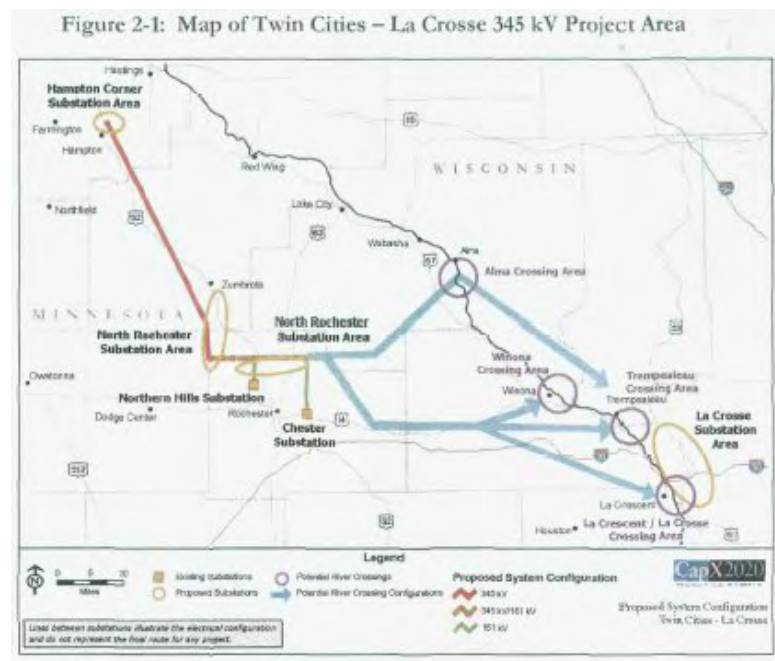 Figure 2-1: Map of Twin Cities – La Crosse 345 kV Project Area
Hastings
Hampton Corner
Substation Area
Farmington
Hampton
Red Wing
WISCONSIN
Northfield
Lake City
Wabasha
Alma
Alma Crossing Area
Zumbrota
MINNESOTA
North Rochester
Substation Area
North Rochester
Substation Area
Winona
Crossing Area
Winona
Trempealeau
Crossing Area
Trempealeau
Owatonna
Northern Hills Substation
Dodge Center
Rochester
Chester
Substation
La Crosse
Substation
Area
La Crescent
Houston
La Crescent / La Crosse
Crossing Area
Legend
N
Miles
Existing Substations
Proposed Substations
Potential River Crossings
Potential River Crossing Configurations
Proposed System Configuration
345 kV
345 kV/161 kV
161 kV
CapX2020
Proposed System Configuration
Twin Cities - La Crosse
Lines between substations illustrate the electrical configuration
and do not represent the final route for any project.